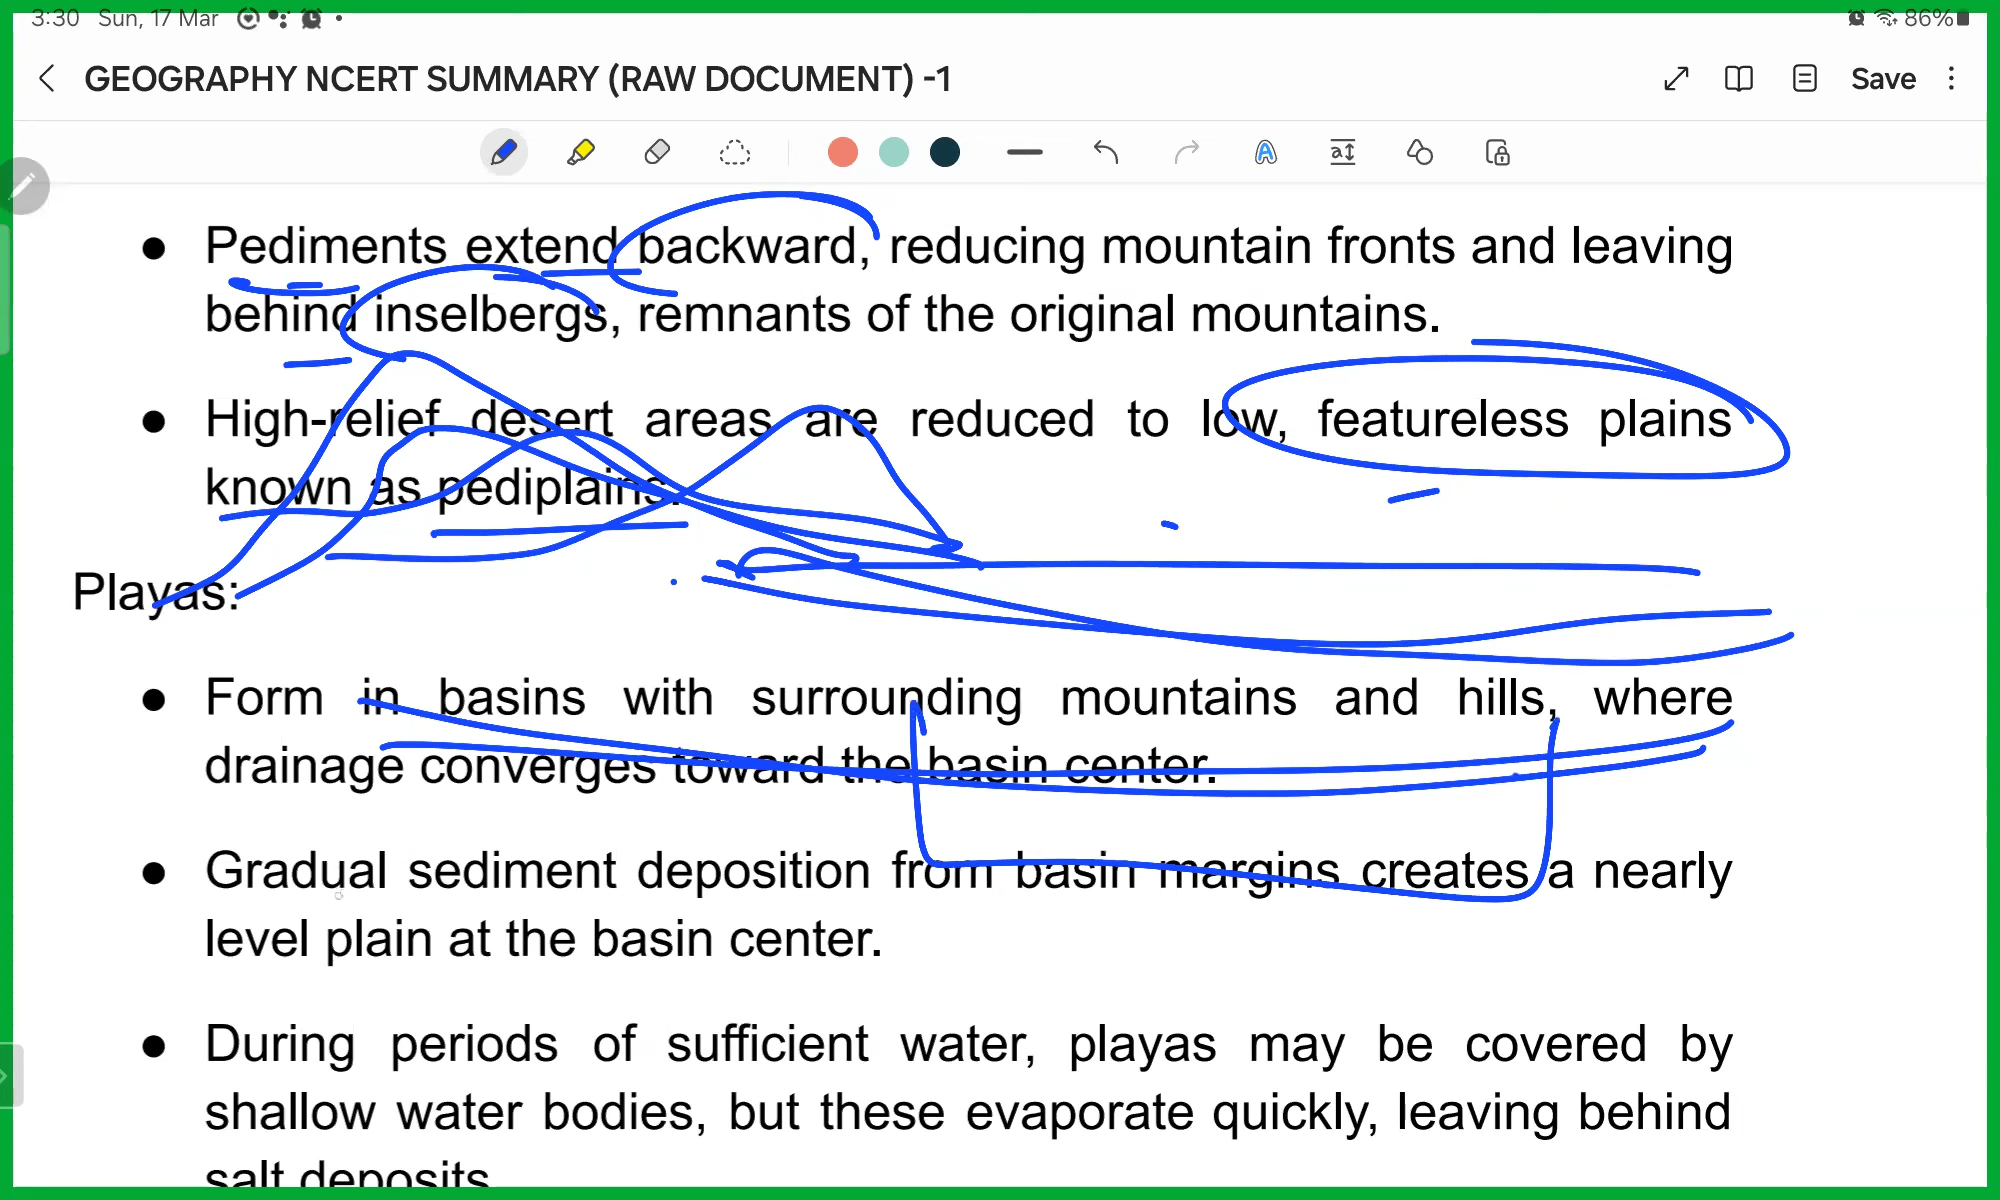 3:30 Sun, 17 Mar
86%
GEOGRAPHY NCERT SUMMARY (RAW DOCUMENT) -1
Save
● Pediments extend backward, reducing mountain fronts and leaving
behind inselbergs, remnants of the original mountains.
● High-relief desert areas are reduced to low, featureless plains
known as pediplains.
Playas:
● Form in basins with surrounding mountains and hills, where
drainage converges toward the basin center.
● Gradual sediment deposition from basin margins creates a nearly
level plain at the basin center.
● During periods of sufficient water, playas may be covered by
shallow water bodies, but these evaporate quickly, leaving behind
salt deposits